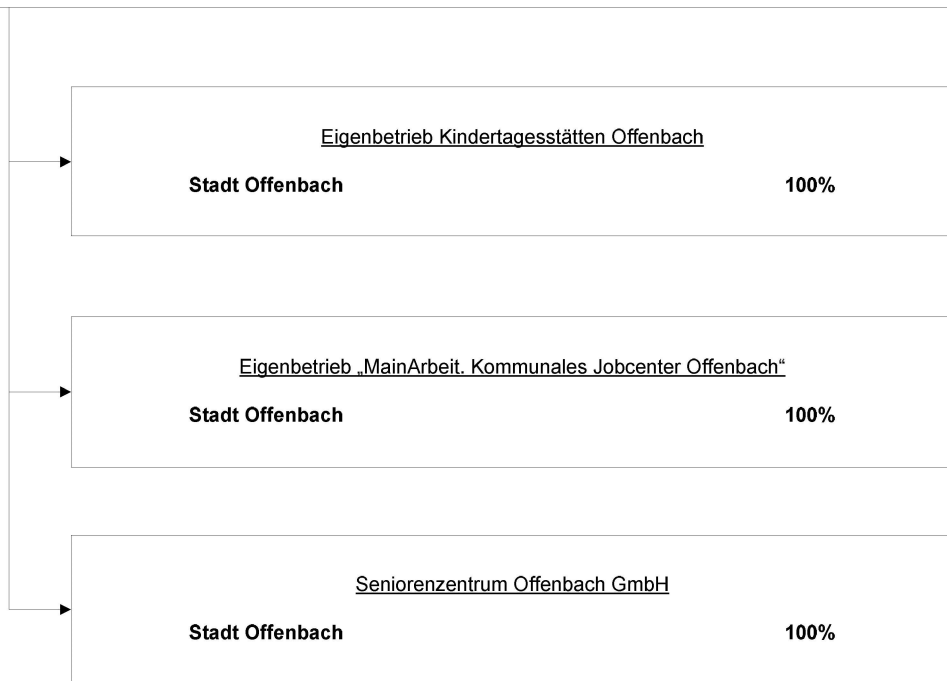 Eigenbetrieb Kindertagesstätten Offenbach
Stadt Offenbach 100%
Eigenbetrieb „MainArbeit. Kommunales Jobcenter Offenbach“
Stadt Offenbach 100%
Seniorenzentrum Offenbach GmbH
Stadt Offenbach 100%